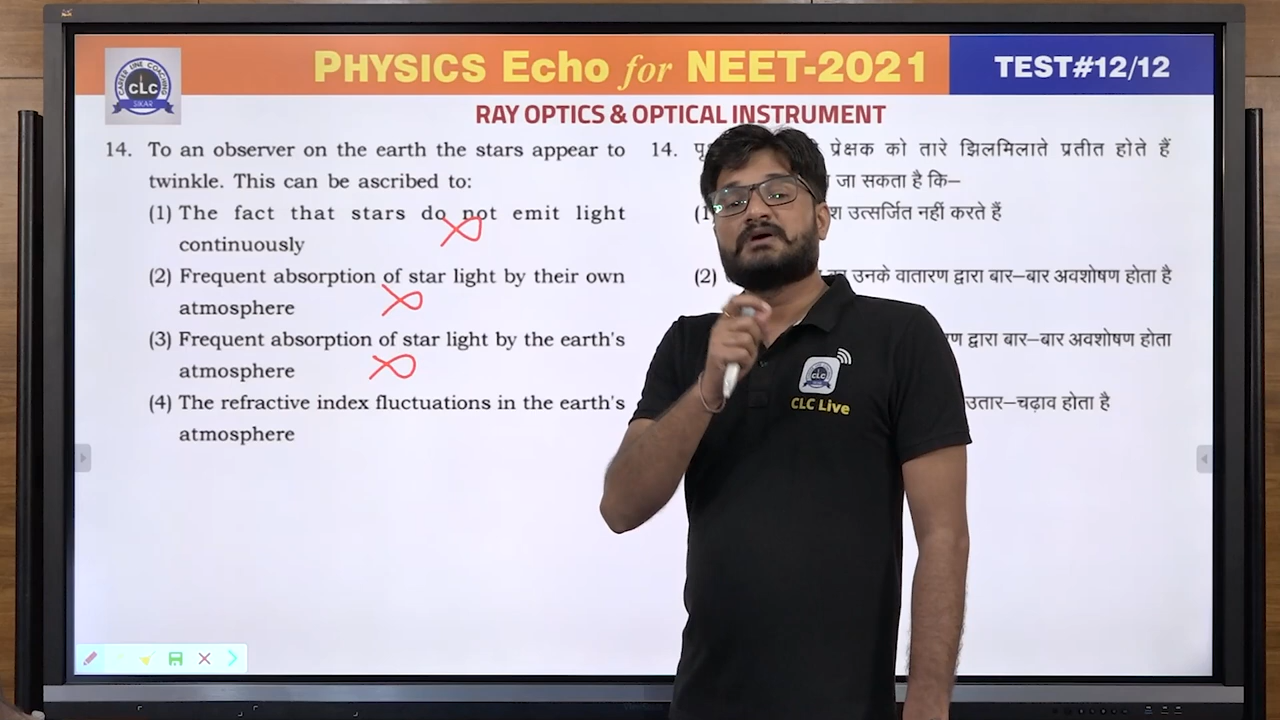 PHYSICS Echo for NEET-2021
TEST#12/12
CAREER LINE COACHING
CLC
SIKAR
RAY OPTICS & OPTICAL INSTRUMENT
14. To an observer on the earth the stars appear to
twinkle. This can be ascribed to:
(1) The fact that stars do not emit light
continuously
(2) Frequent absorption of star light by their own
atmosphere
(3) Frequent absorption of star light by the earth's
atmosphere
(4) The refractive index fluctuations in the earth's
atmosphere
14. प्रेक्षक को तारे झिलमिलाते प्रतीत होते हैं
जा सकता है कि–
उत्सर्जित नहीं करते हैं
(2) उनके वातारण द्वारा बार–बार अवशोषण होता है
द्वारा बार–बार अवशोषण होता
उतार–चढ़ाव होता है
CLC
CLC Live